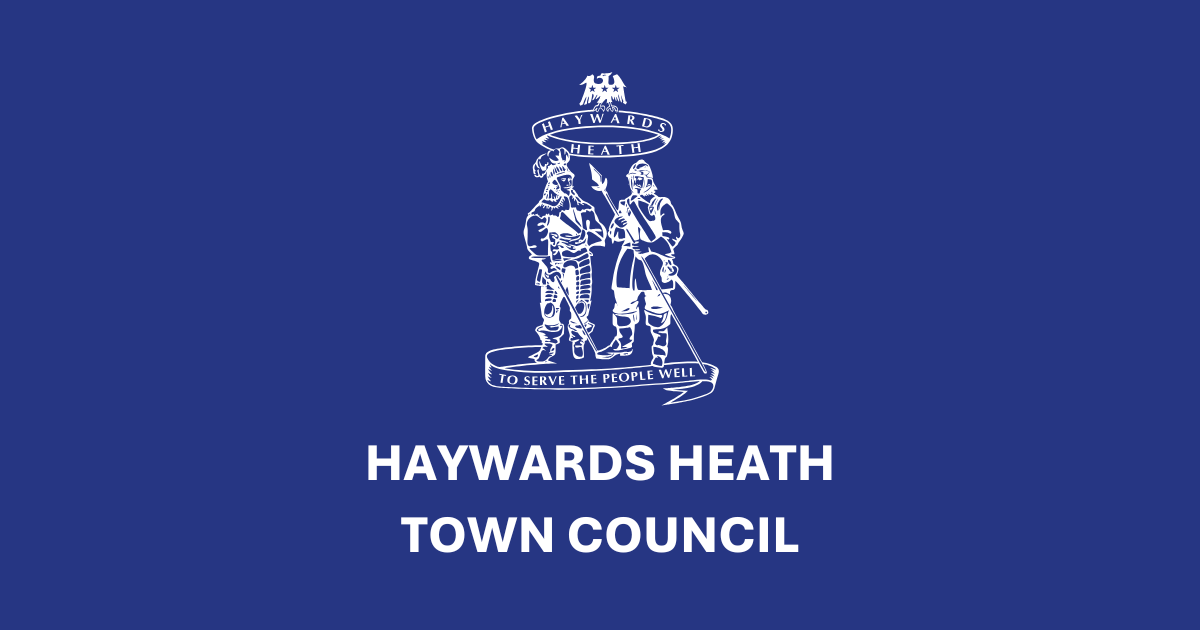 HAYWARDS
HEATH
TO SERVE THE PEOPLE WELL
HAYWARDS HEATH
TOWN COUNCIL